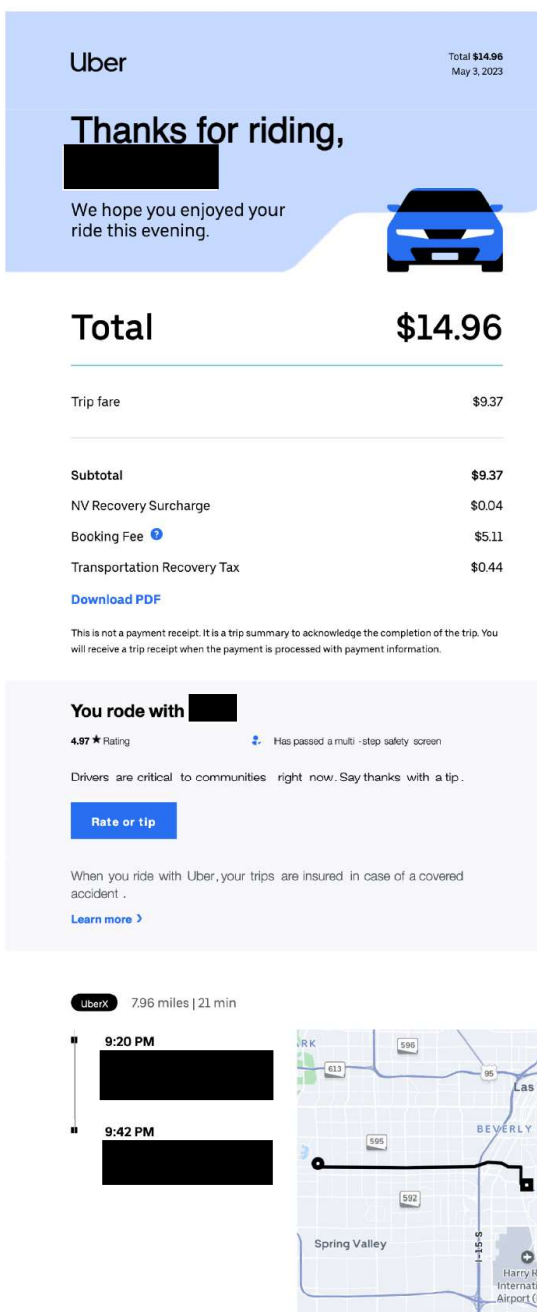 Uber
Total $14.96
May 3, 2023
Thanks for riding,
We hope you enjoyed your
ride this evening.
Total $14.96
Trip fare $9.37
Subtotal $9.37
NV Recovery Surcharge $0.04
Booking Fee ? $5.11
Transportation Recovery Tax $0.44
Download PDF
This is not a payment receipt. It is a trip summary to acknowledge the completion of the trip. You
will receive a trip receipt when the payment is processed with payment information.
You rode with
4.97 ★ Rating
Has passed a multi -step safety screen
Drivers are critical to communities right now. Say thanks with a tip.
Rate or tip
When you ride with Uber, your trips are insured in case of a covered
accident .
Learn more ›
UberX 7.96 miles | 21 min
9:20 PM
9:42 PM
ARK
596
613
95
Las
BEVERLY
595
592
Spring Valley
I-15-S
Harry R
Internati
Airport (